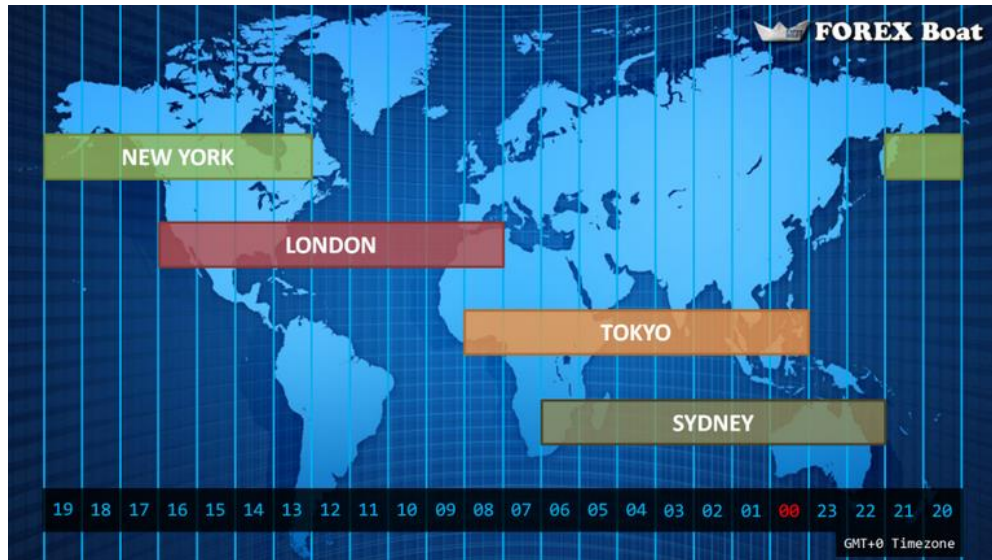 FOREX Boat
NEW YORK
LONDON
TOKYO
SYDNEY
19 18 17 16 15 14 13 12 11 10 09 08 07 06 05 04 03 02 01 00 23 22 21 20
GMT+0 Timezone